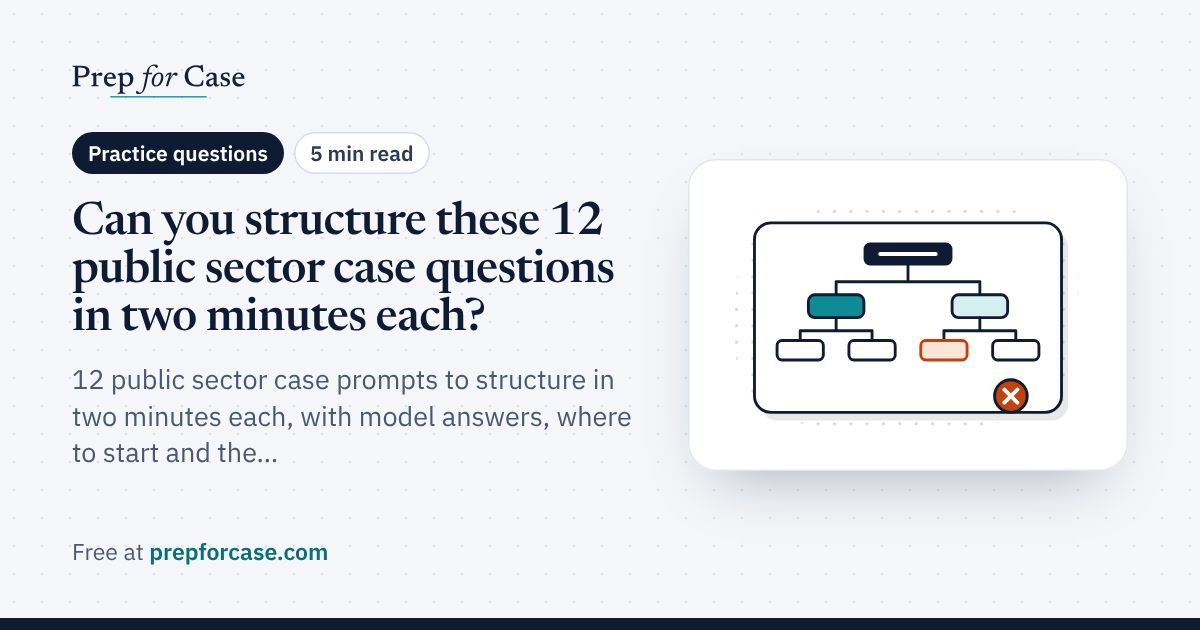 Prep for Case
Practice questions
5 min read
Can you structure these 12
public sector case questions
in two minutes each?
12 public sector case prompts to structure in
two minutes each, with model answers, where
to start and the...
Free at prepforcase.com